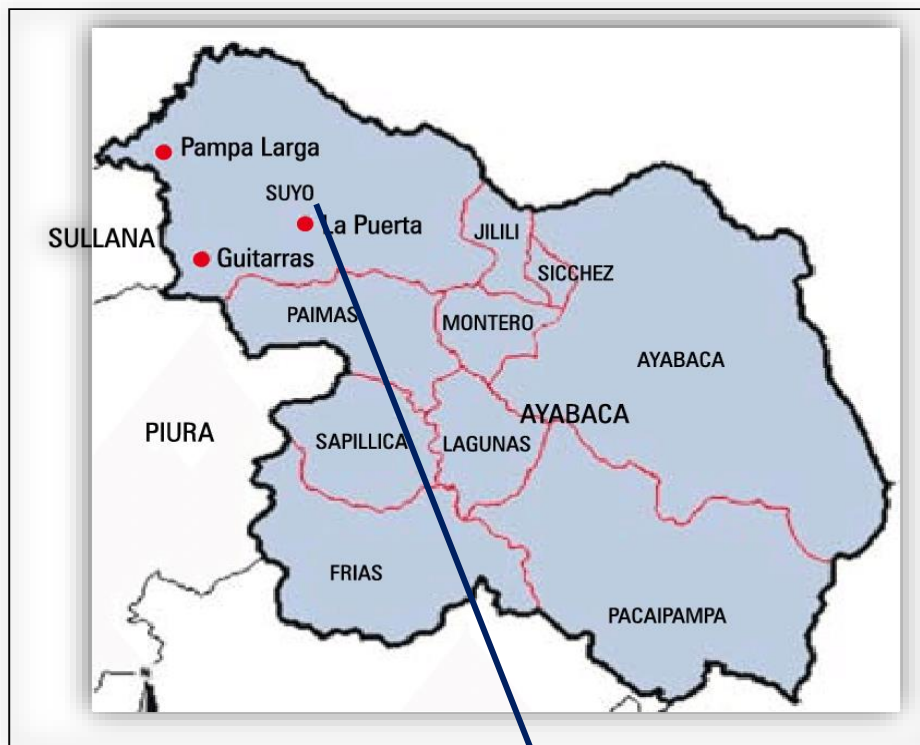 Pampa Larga
SUYO
La Puerta
SULLANA
Guitarras
JILILI
SICCHEZ
PAIMAS
MONTERO
AYABACA
AYABACA
PIURA
SAPILLICA
LAGUNAS
FRIAS
PACAIPAMPA